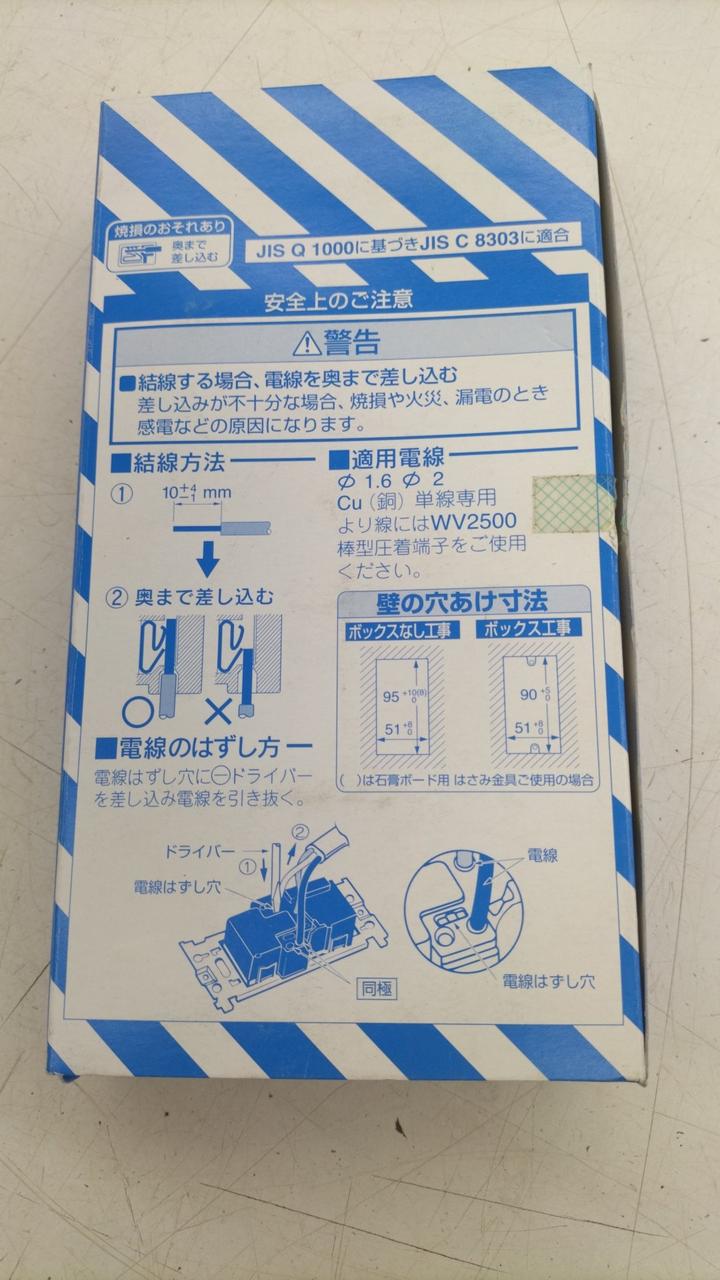 焼損のおそれあり
奥まで
差し込む
JIS Q 1000に基づきJIS C 8303に適合
安全上のご注意
警告
■結線する場合、電線を奥まで差し込む
差し込みが不十分な場合、焼損や火災、漏電のとき
感電などの原因になります。
■結線方法
① 10 +4 -1 mm
② 奥まで差し込む
○ ×
■電線のはずし方
電線はずし穴に⊖ドライバー
を差し込み電線を引き抜く。
■適用電線
φ 1.6 φ 2
Cu（銅）単線専用
より線にはWV2500
棒型圧着端子をご使用
ください。
壁の穴あけ寸法
ボックスなし工事 ボックス工事
95 +10(8) 0 90 +5 0
51 +8 0 51 +8 0
( )は石膏ボード用 はさみ金具ご使用の場合
ドライバー
① ②
電線はずし穴
同極
電線
電線はずし穴